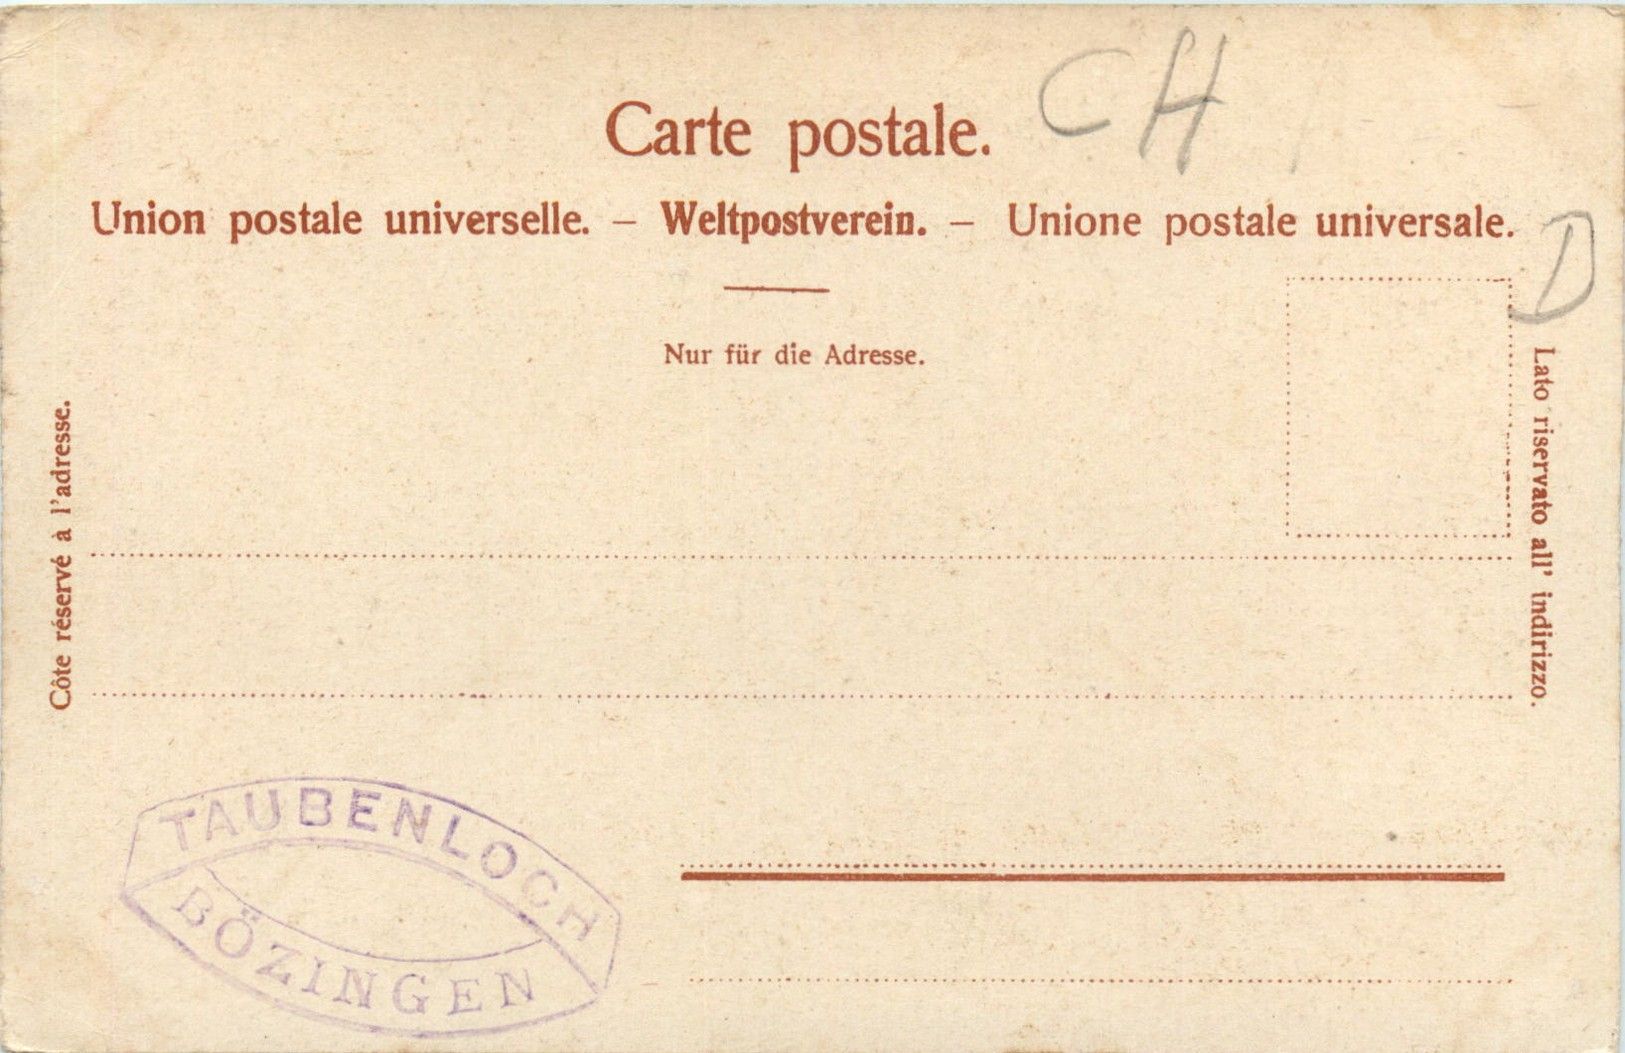 CH
Carte postale.
Union postale universelle. – Weltpostverein. – Unione postale universale.
D
Nur für die Adresse.
Côte réservé à l'adresse.
Lato riservato all' indirizzo.
TAUBENLOCH
BÖZINGEN